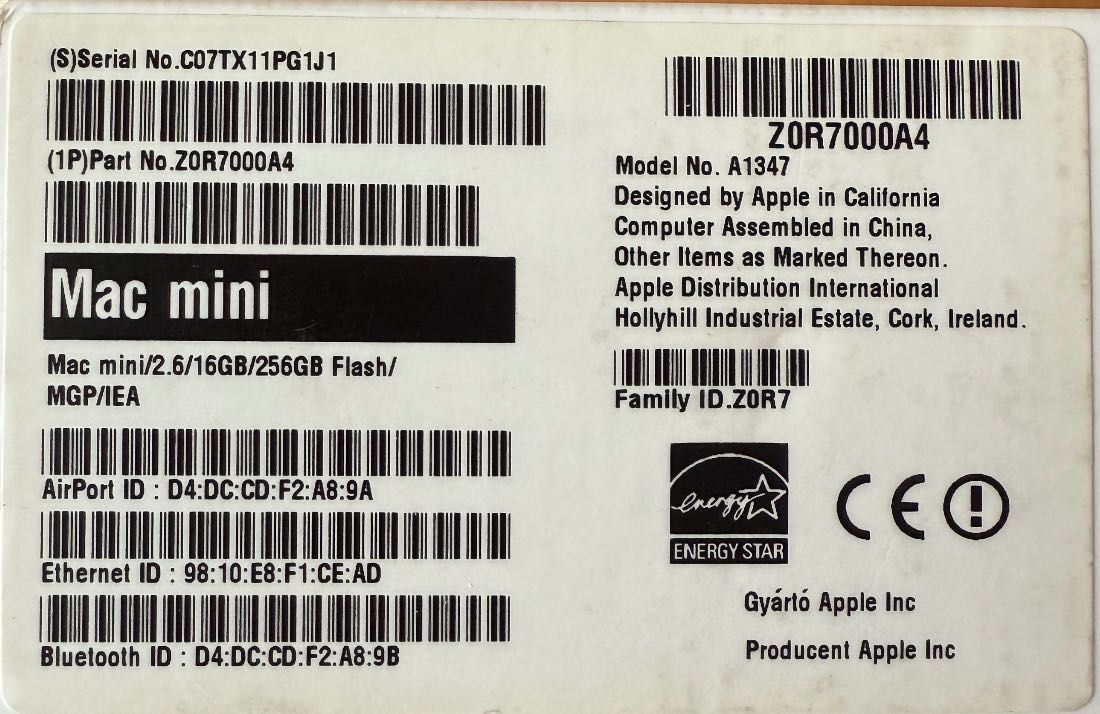 (S)Serial No.C07TX11PG1J1
(1P)Part No.Z0R7000A4
Mac mini
Mac mini/2.6/16GB/256GB Flash/
MGP/IEA
AirPort ID : D4:DC:CD:F2:A8:9A
Ethernet ID : 98:10:E8:F1:CE:AD
Bluetooth ID : D4:DC:CD:F2:A8:9B
Z0R7000A4
Model No. A1347
Designed by Apple in California
Computer Assembled in China,
Other Items as Marked Thereon.
Apple Distribution International
Hollyhill Industrial Estate, Cork, Ireland.
Family ID.Z0R7
energy
ENERGY STAR
CE
Gyártó Apple Inc
Producent Apple Inc